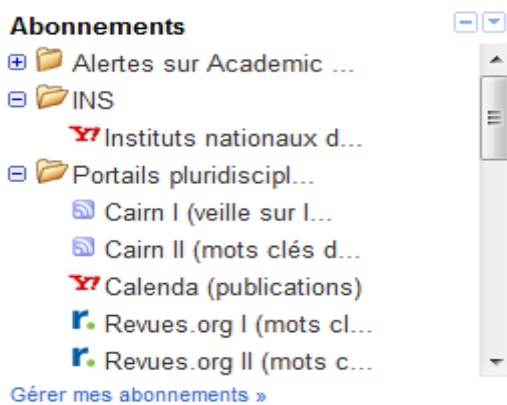 Abonnements
Alertes sur Academic ...
INS
Instituts nationaux d...
Portails pluridiscipl...
Cairn I (veille sur l...
Cairn II (mots clés d...
Calenda (publications)
Revues.org I (mots cl...
Revues.org II (mots c...
Gérer mes abonnements »